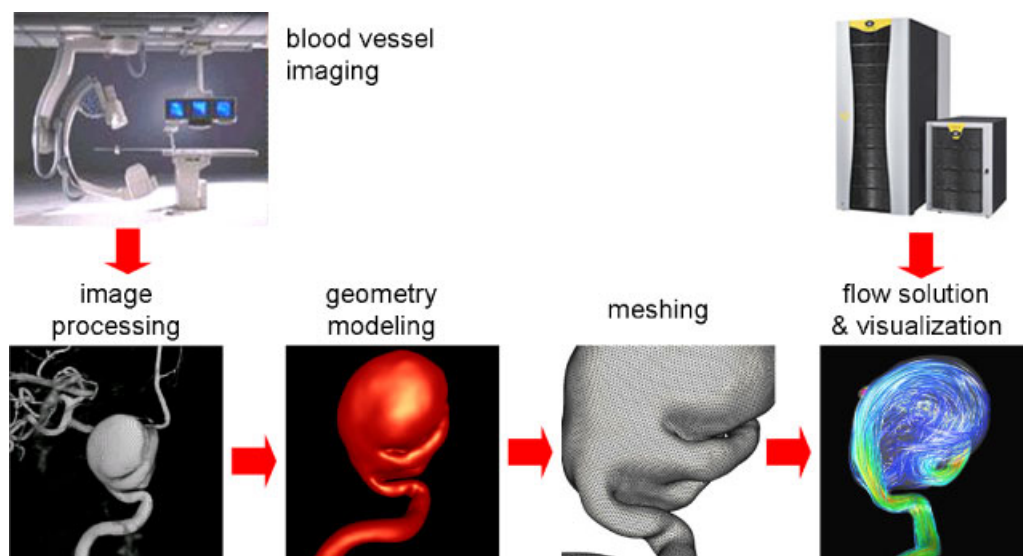 blood vessel
imaging
image
processing
geometry
modeling
meshing
flow solution
& visualization